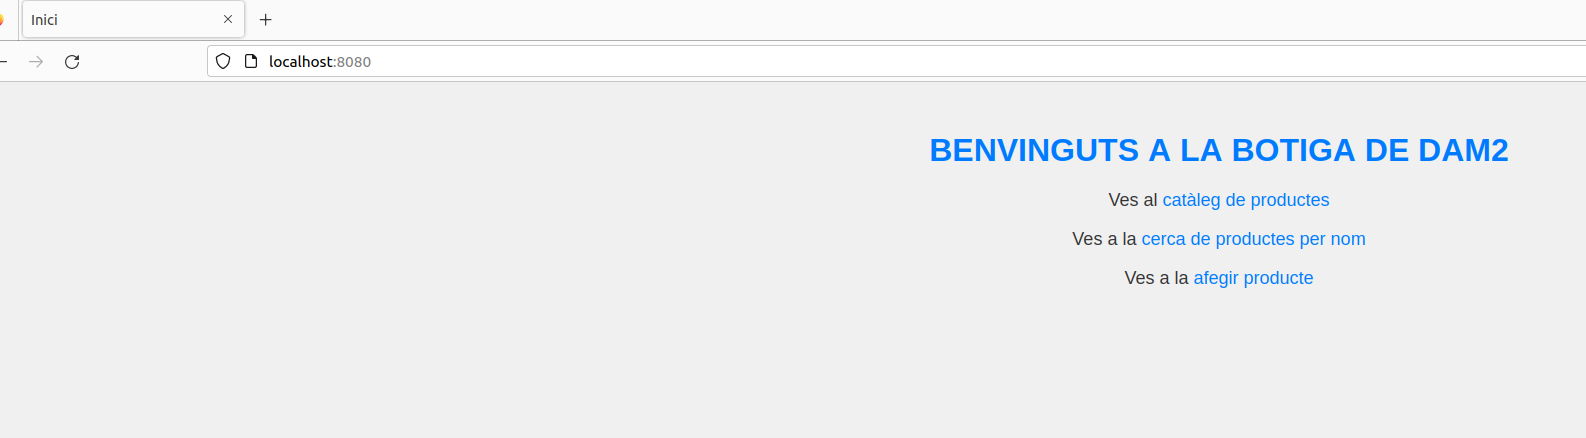 Inici
localhost:8080
BENVINGUTS A LA BOTIGA DE DAM2
Ves al catàleg de productes
Ves a la cerca de productes per nom
Ves a la afegir producte